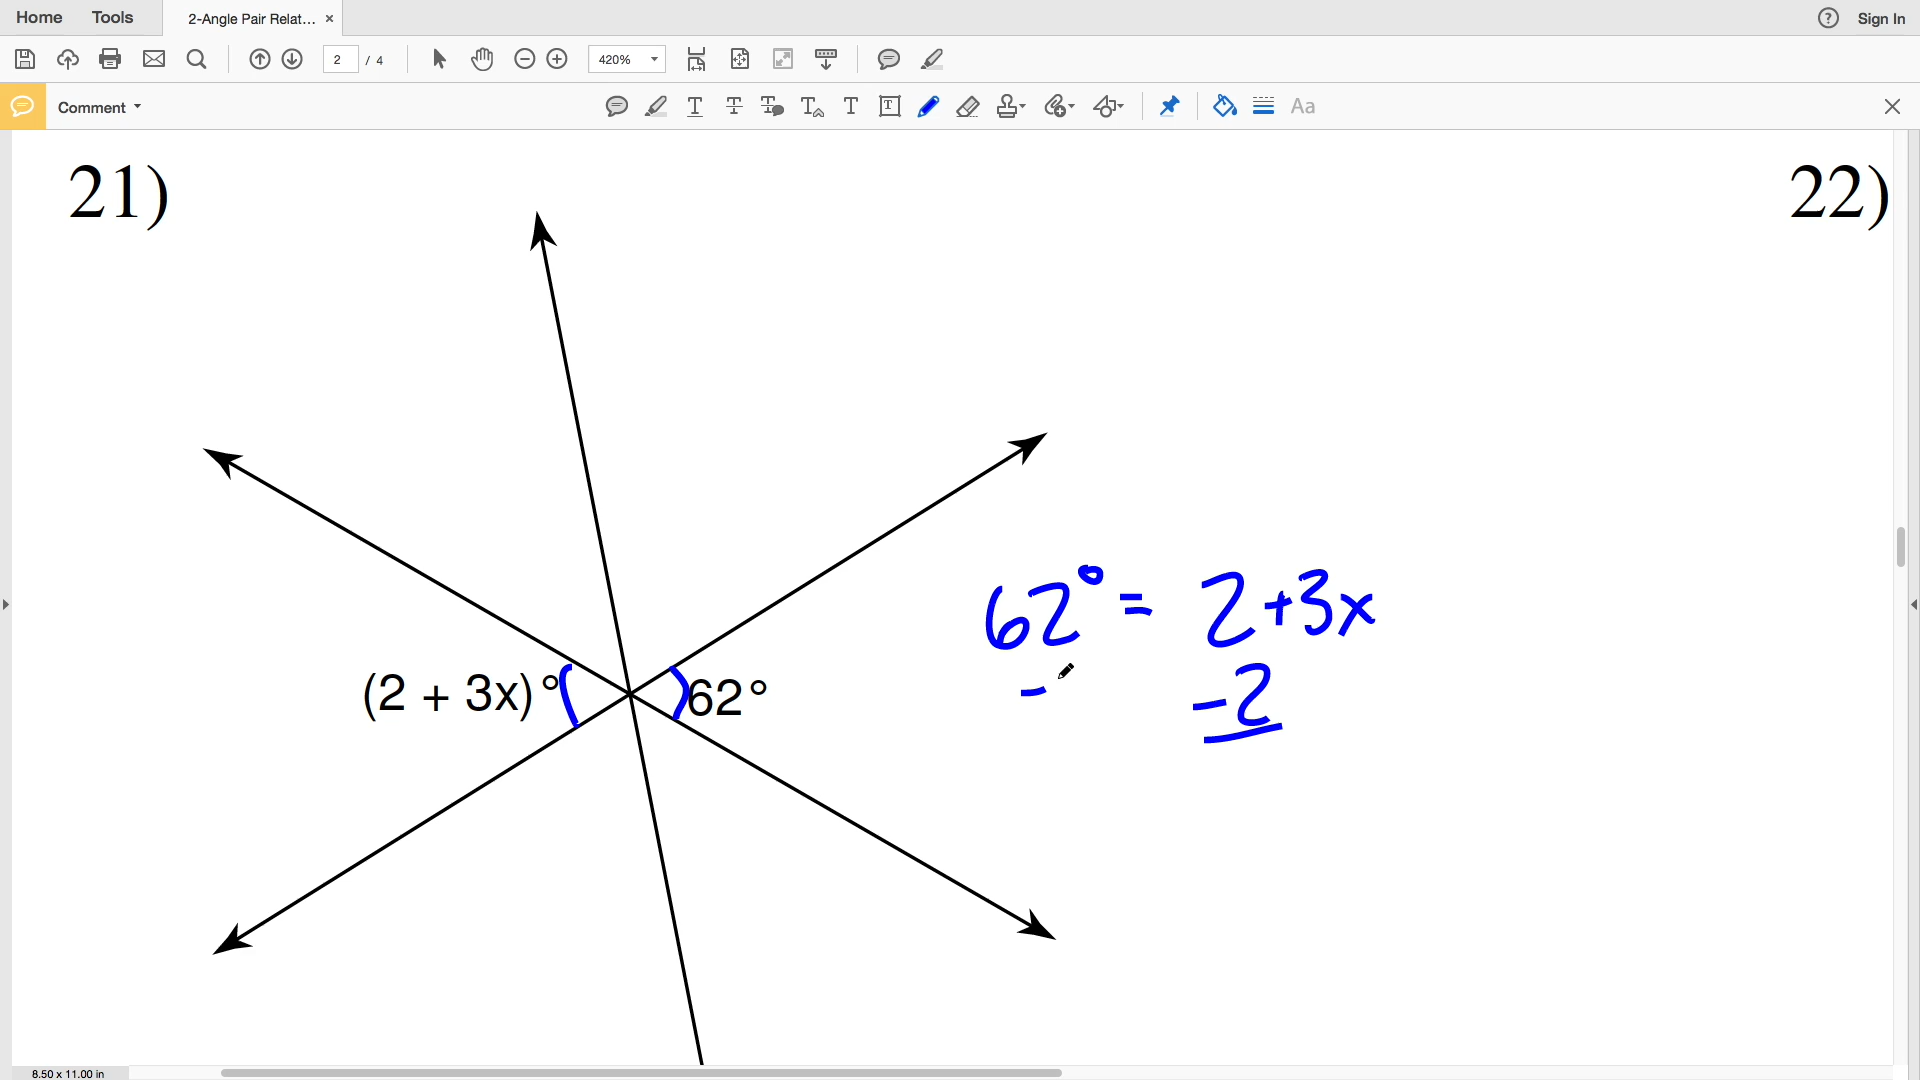 Home Tools 2-Angle Pair Relat... × ? Sign In
2 / 4 420%
Comment T T T T T T Aa
21) 22)
62° = 2+3x
(2 + 3x)° 62° - -2
8.50 x 11.00 in